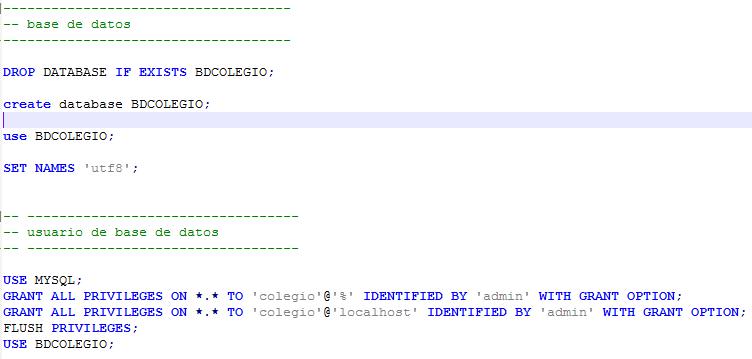 ------------------------------------
-- base de datos
------------------------------------
DROP DATABASE IF EXISTS BDCOLEGIO;
create database BDCOLEGIO;
use BDCOLEGIO;
SET NAMES 'utf8';
-- ----------------------------------
-- usuario de base de datos
-- ----------------------------------
USE MYSQL;
GRANT ALL PRIVILEGES ON *.* TO 'colegio'@'%' IDENTIFIED BY 'admin' WITH GRANT OPTION;
GRANT ALL PRIVILEGES ON *.* TO 'colegio'@'localhost' IDENTIFIED BY 'admin' WITH GRANT OPTION;
FLUSH PRIVILEGES;
USE BDCOLEGIO;